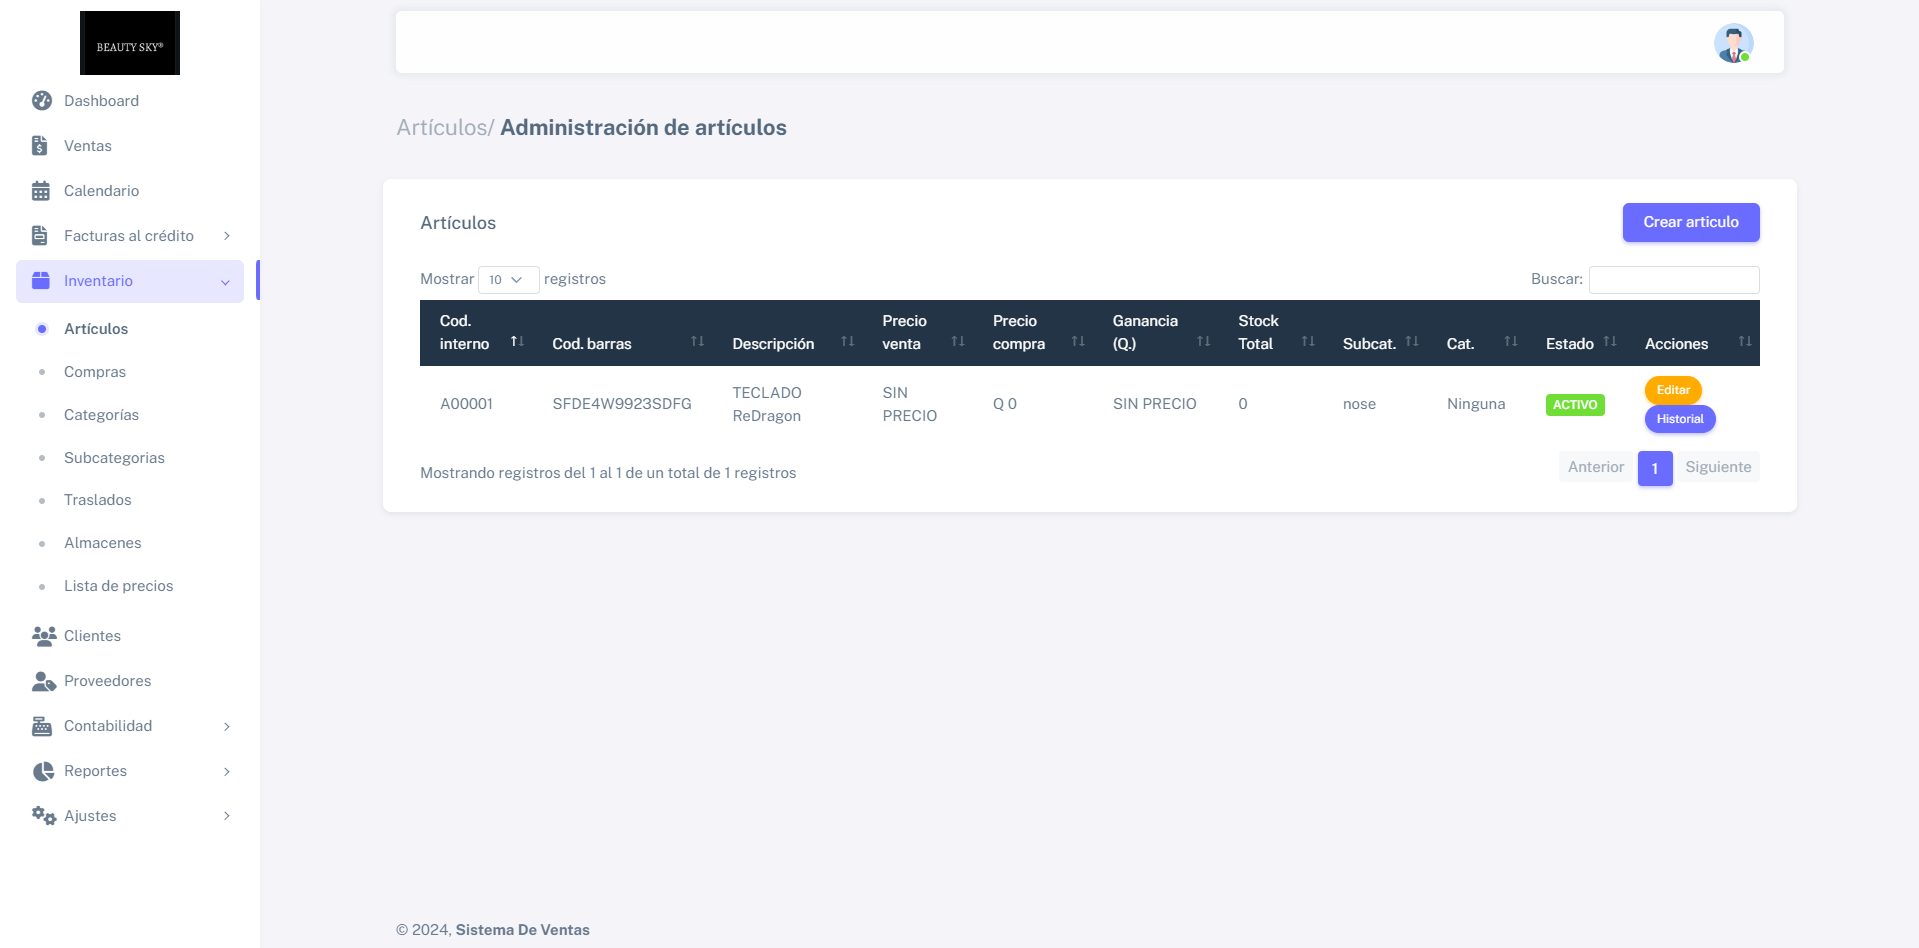 BEAUTY SKY®
Dashboard
Ventas
Calendario
Facturas al crédito
Inventario
Artículos
Compras
Categorías
Subcategorias
Traslados
Almacenes
Lista de precios
Clientes
Proveedores
Contabilidad
Reportes
Ajustes
Artículos/ Administración de artículos
Artículos
Crear articulo
Mostrar 10 registros
Buscar:
Cod. interno
Cod. barras
Descripción
Precio venta
Precio compra
Ganancia (Q.)
Stock Total
Subcat.
Cat.
Estado
Acciones
A00001
SFDE4W9923SDFG
TECLADO ReDragon
SIN PRECIO
Q 0
SIN PRECIO
0
nose
Ninguna
ACTIVO
Editar
Historial
Mostrando registros del 1 al 1 de un total de 1 registros
Anterior 1 Siguiente
© 2024, Sistema De Ventas